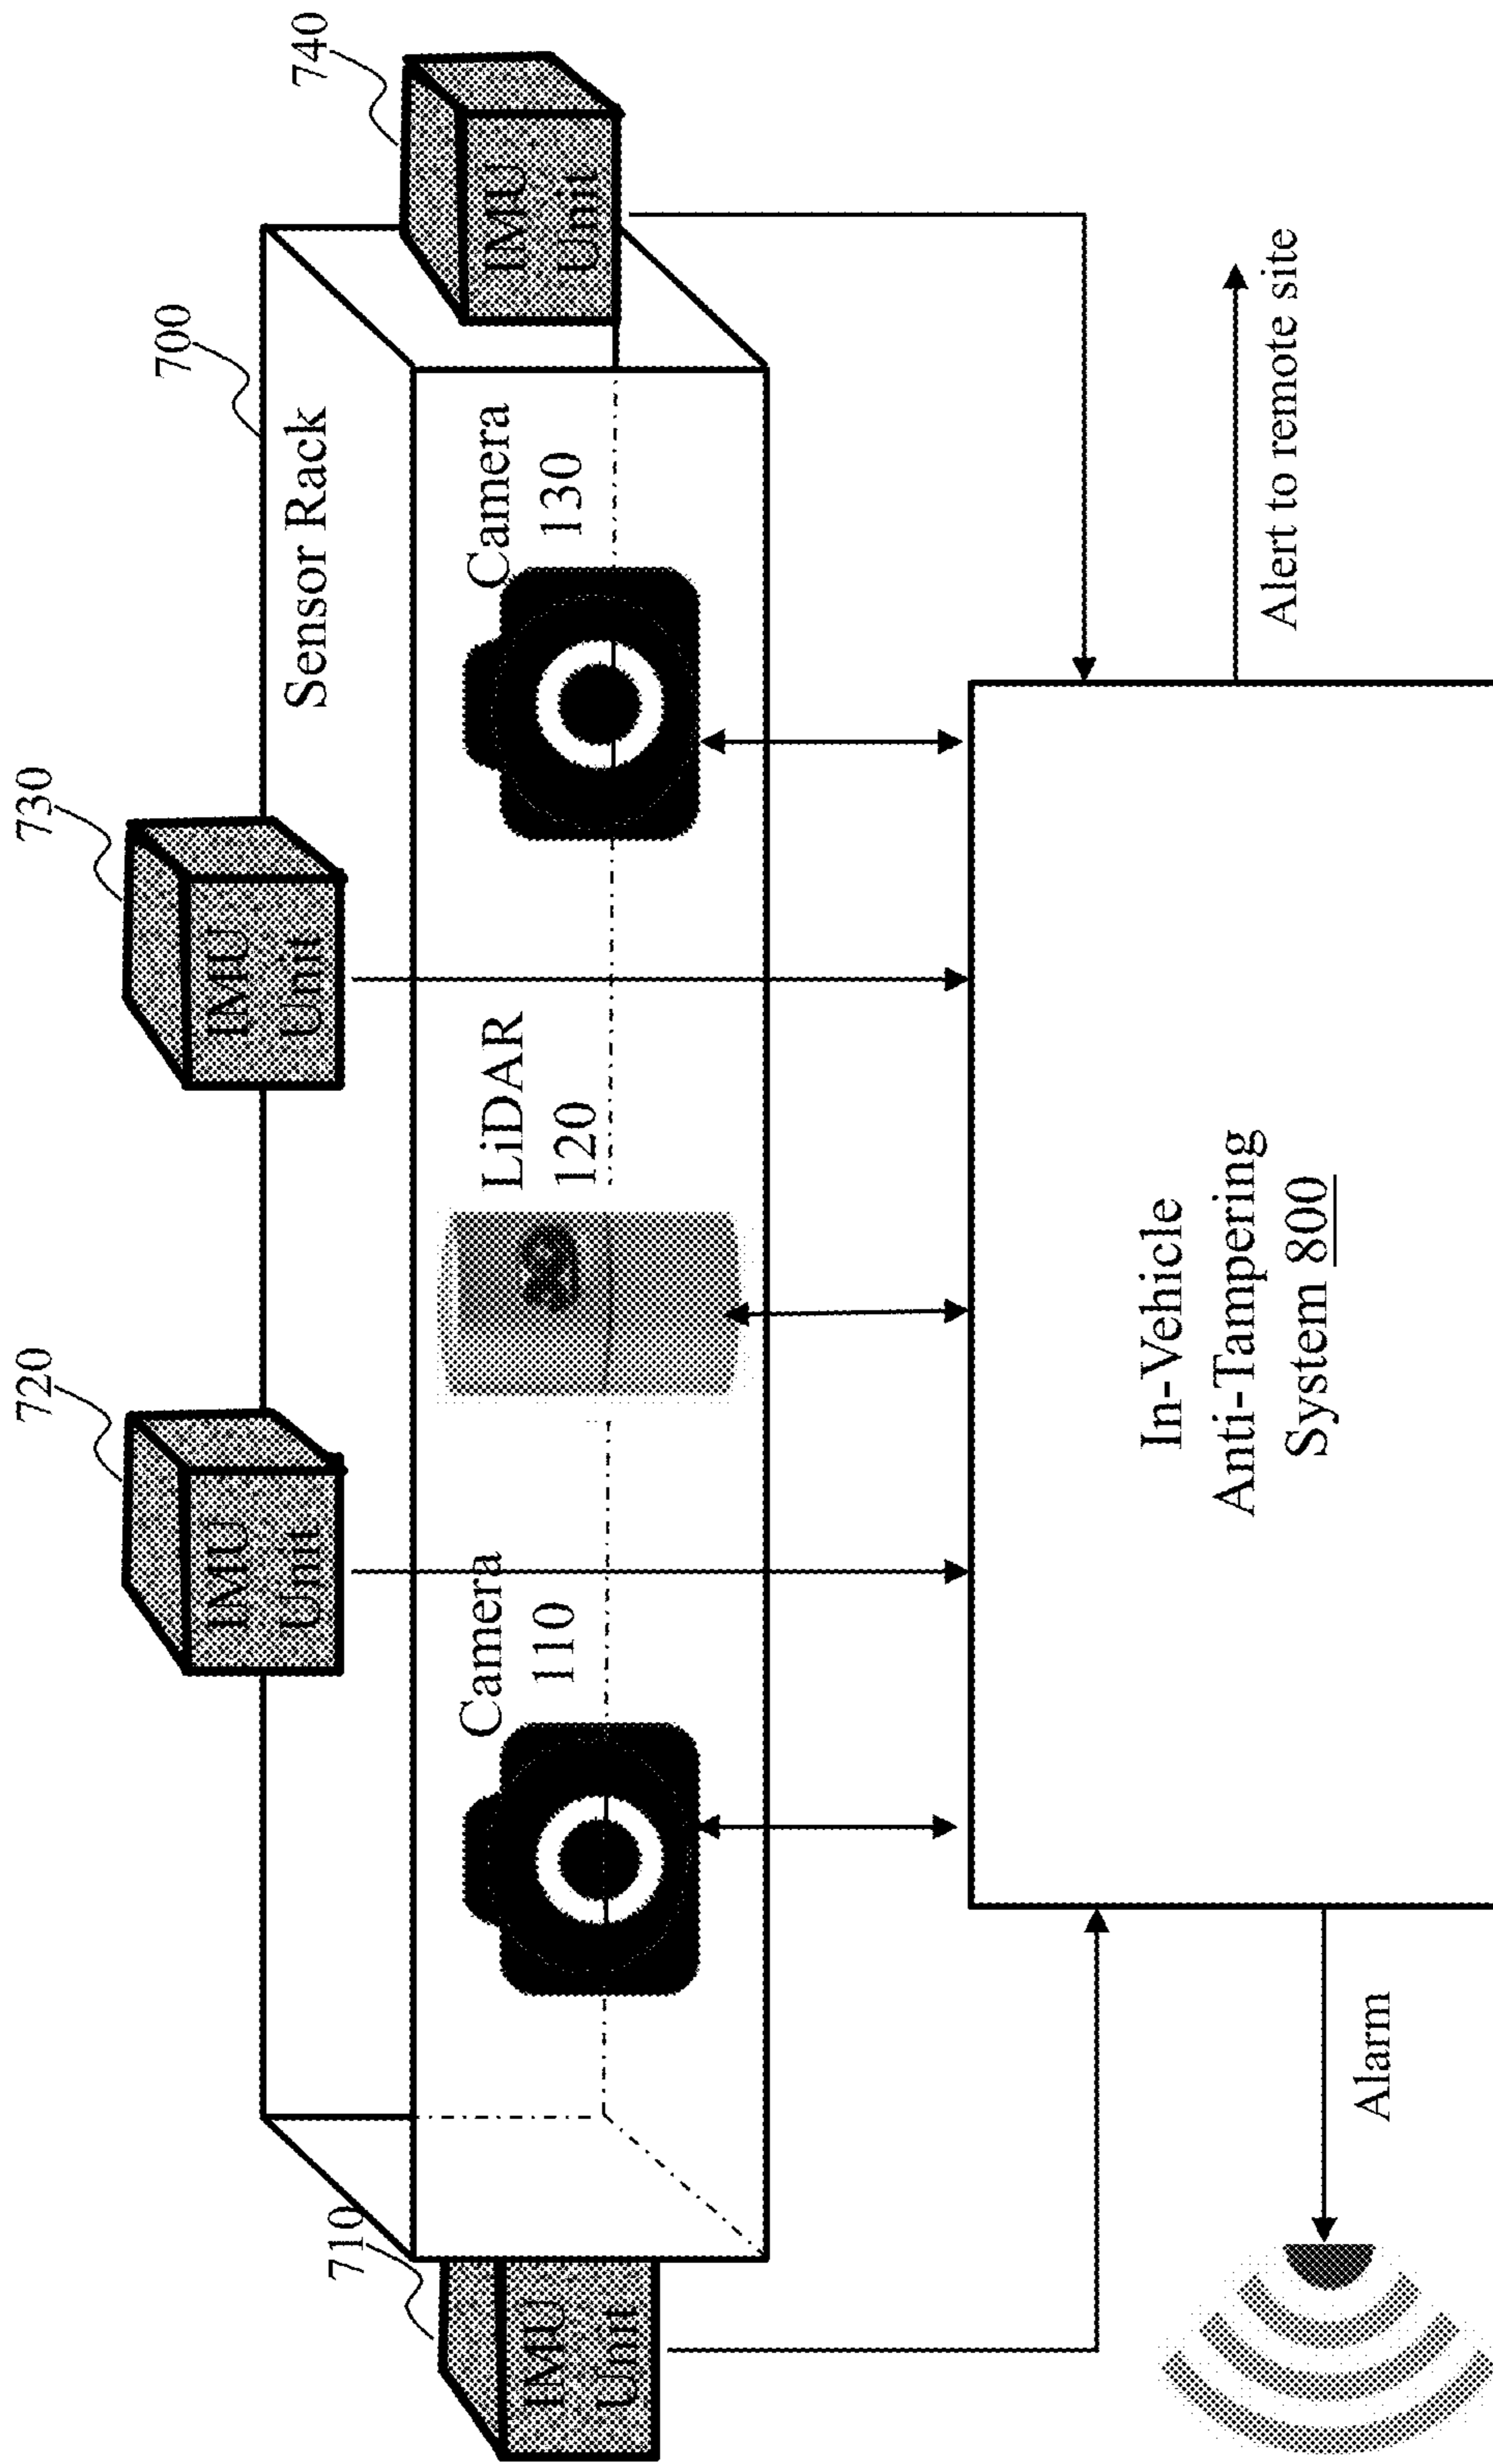 720
730
740
700
710
IMU
Unit
IMU
Unit
Sensor Rack
IMU
Unit
IMU
Unit
Camera
110
LiDAR
120
Camera
130
In-Vehicle
Anti-Tampering
System 800
Alarm
Alert to remote site